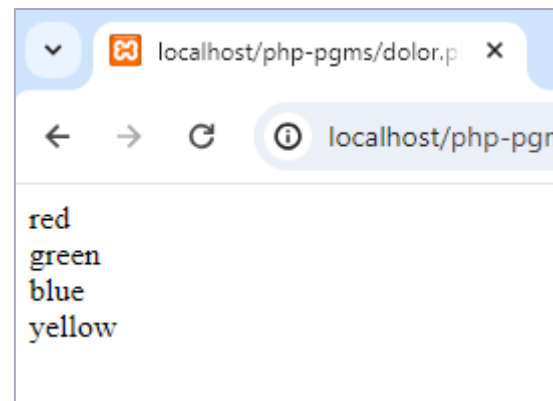 localhost/php-pgms/dolor.p
localhost/php-pgr
red
green
blue
yellow